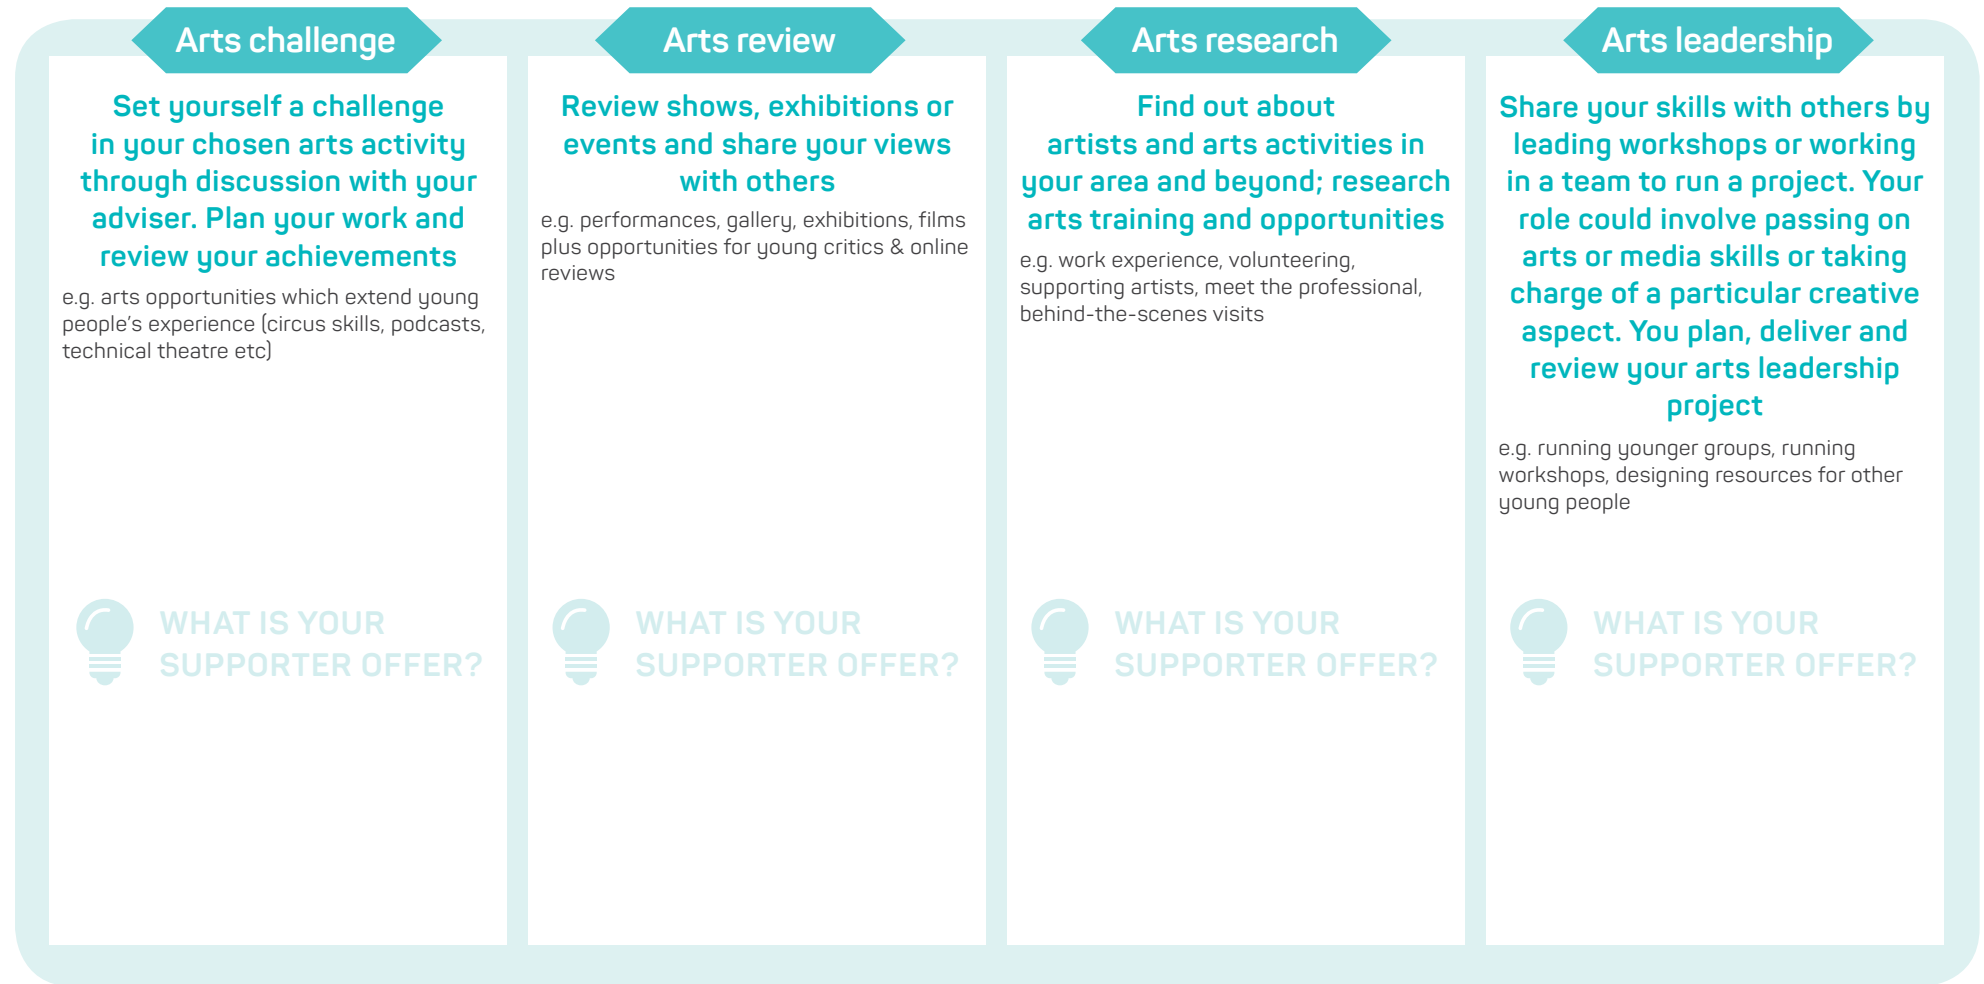 Arts challenge
Set yourself a challenge
in your chosen arts activity
through discussion with your
adviser. Plan your work and
review your achievements
e.g. arts opportunities which extend young
people’s experience (circus skills, podcasts,
technical theatre etc)
WHAT IS YOUR
SUPPORTER OFFER?
Arts review
Review shows, exhibitions or
events and share your views
with others
e.g. performances, gallery, exhibitions, films
plus opportunities for young critics & online
reviews
WHAT IS YOUR
SUPPORTER OFFER?
Arts research
Find out about
artists and arts activities in
your area and beyond; research
arts training and opportunities
e.g. work experience, volunteering,
supporting artists, meet the professional,
behind-the-scenes visits
WHAT IS YOUR
SUPPORTER OFFER?
Arts leadership
Share your skills with others by
leading workshops or working
in a team to run a project. Your
role could involve passing on
arts or media skills or taking
charge of a particular creative
aspect. You plan, deliver and
review your arts leadership
project
e.g. running younger groups, running
workshops, designing resources for other
young people
WHAT IS YOUR
SUPPORTER OFFER?